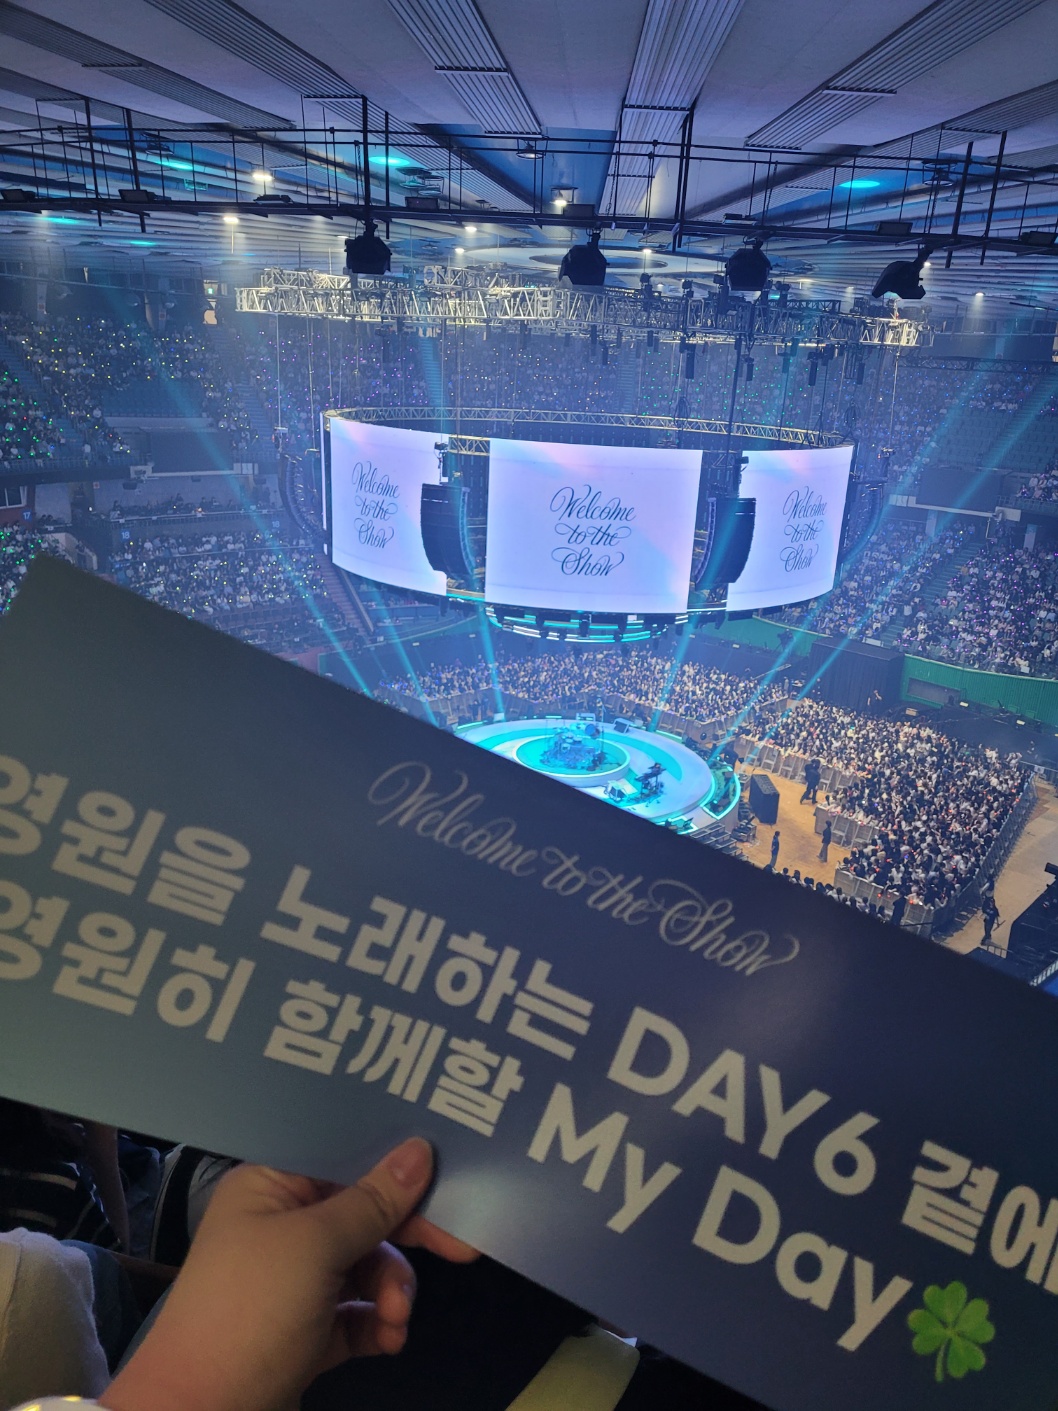 Welcome
to the
Show
Welcome
to the
Show
Welcome
to the
Show
Welcome to the Show
영원을 노래하는 DAY6 곁에
영원히 함께할 My Day🍀